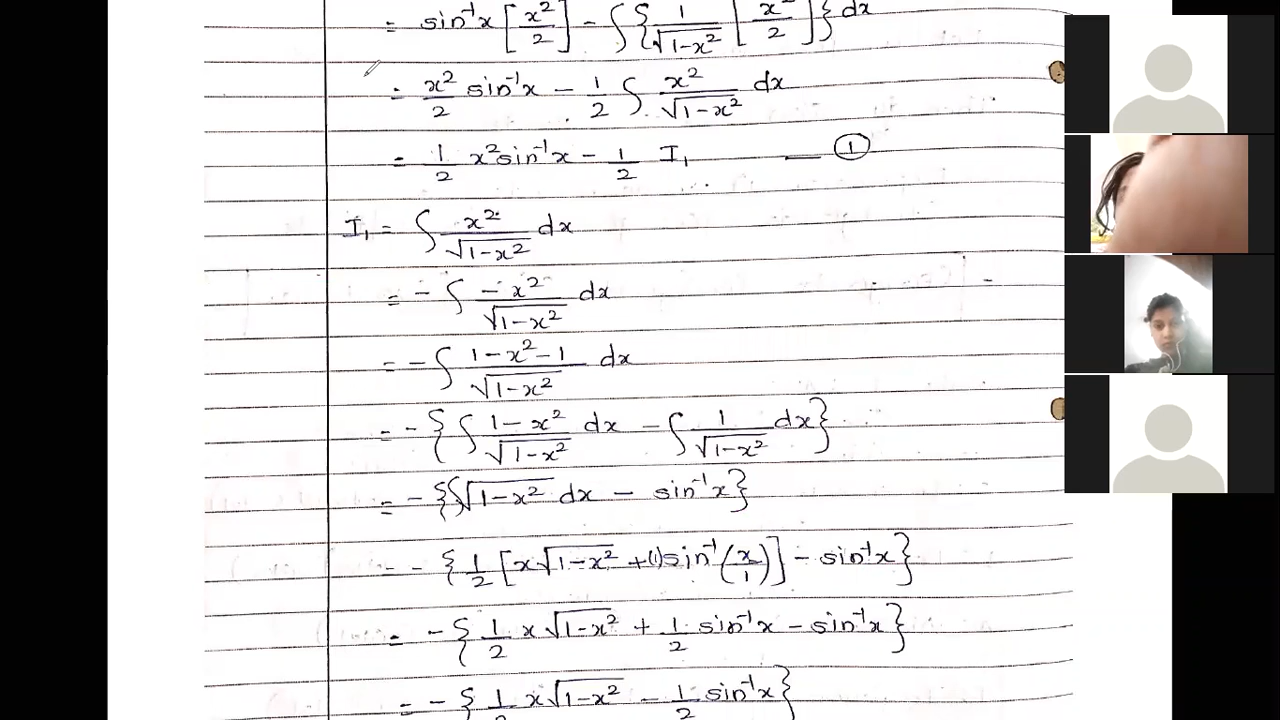 = sin⁻¹x [x²/2] - ∫{1/√1-x² [x²/2]} dx
= x²/2 sin⁻¹x - 1/2 ∫ x²/√1-x² dx
= 1/2 x²sin⁻¹x - 1/2 I₁ — ①
I₁ = ∫ x²/√1-x² dx
= - ∫ -x²/√1-x² dx
= - ∫ 1-x²-1/√1-x² dx
= - {∫ 1-x²/√1-x² dx - ∫ 1/√1-x² dx}
= - {∫√1-x² dx - sin⁻¹x}
= - {1/2 [x√1-x² + (1)sin⁻¹(x/1)] - sin⁻¹x}
= - {1/2 x √1-x² + 1/2 sin⁻¹x - sin⁻¹x}
= - {1/2 x√1-x² - 1/2 sin⁻¹x}